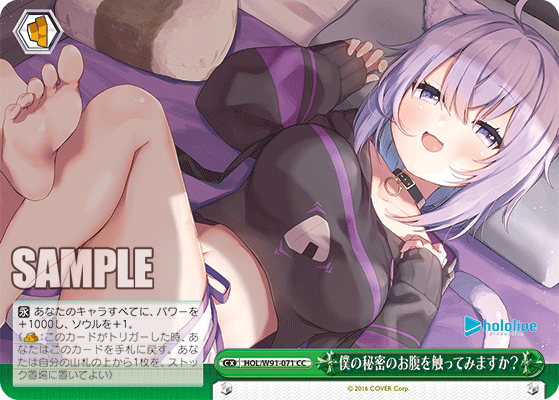 SAMPLE
永 あなたのキャラすべてに、パワーを
+1000し、ソウルを+1。
(：このカードがトリガーした時、あ
なたはこのカードを手札に戻す。あな
たは自分の山札の上から1枚を、ストッ
ク置場に置いてよい)
hololive
CX HOL/W91-071 CC
僕の秘密のお腹を触ってみますか？
© 2016 COVER Corp.